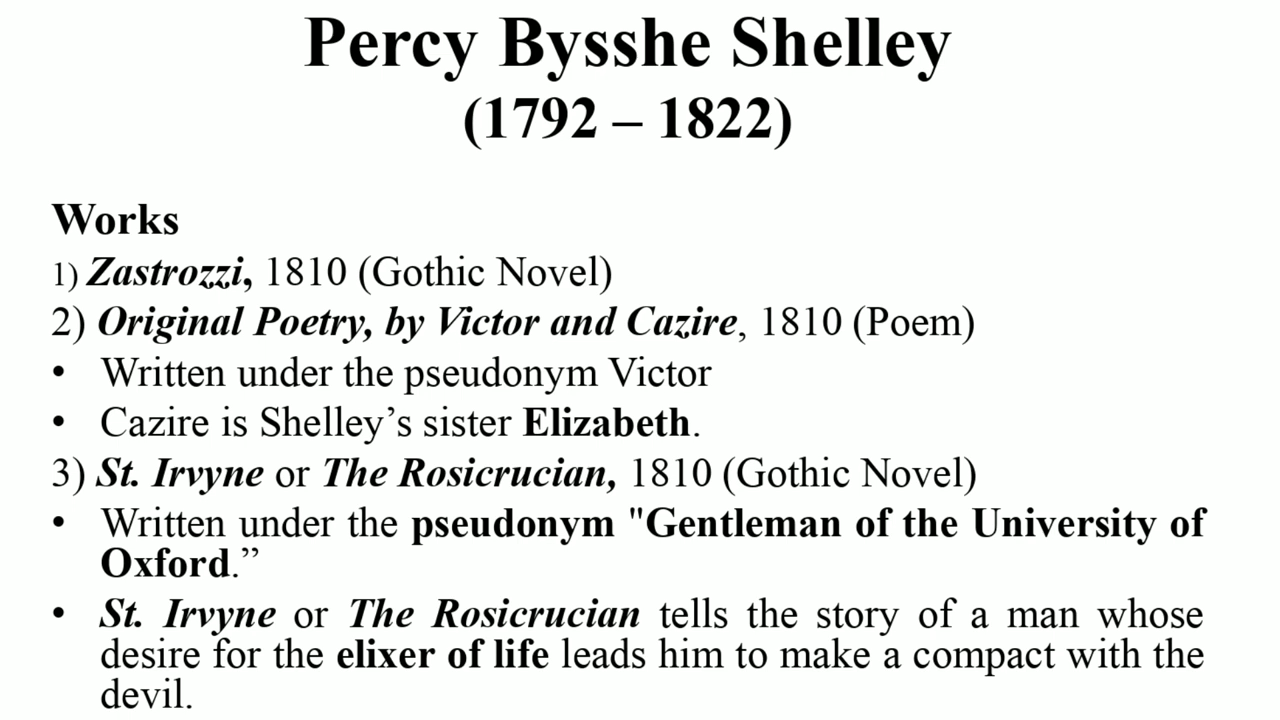 Percy Bysshe Shelley
(1792 – 1822)
Works
1) Zastrozzi, 1810 (Gothic Novel)
2) Original Poetry, by Victor and Cazire, 1810 (Poem)
• Written under the pseudonym Victor
• Cazire is Shelley’s sister Elizabeth.
3) St. Irvyne or The Rosicrucian, 1810 (Gothic Novel)
• Written under the pseudonym "Gentleman of the University of
Oxford.”
• St. Irvyne or The Rosicrucian tells the story of a man whose
desire for the elixer of life leads him to make a compact with the
devil.